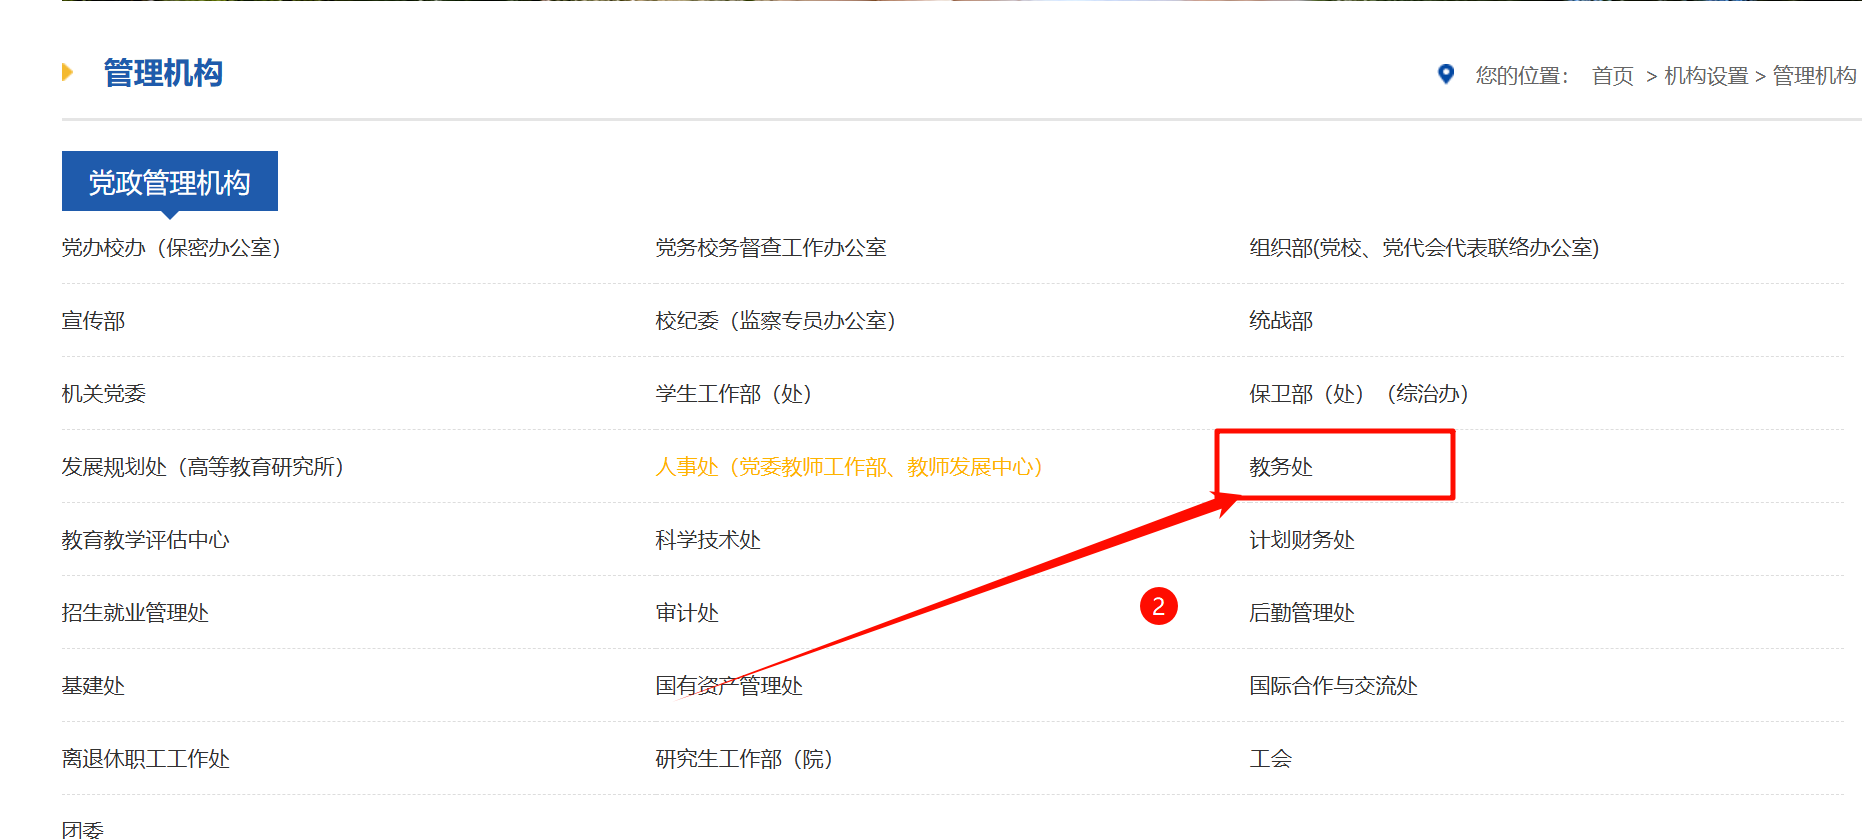 管理机构
您的位置： 首页 > 机构设置 > 管理机构
党政管理机构
党办校办（保密办公室） 党务校务督查工作办公室 组织部(党校、党代会代表联络办公室)
宣传部 校纪委（监察专员办公室） 统战部
机关党委 学生工作部（处） 保卫部（处）（综治办）
发展规划处（高等教育研究所） 人事处（党委教师工作部、教师发展中心） 教务处
教育教学评估中心 科学技术处 计划财务处
招生就业管理处 审计处 2 后勤管理处
基建处 国有资产管理处 国际合作与交流处
离退休职工工作处 研究生工作部（院） 工会
团委